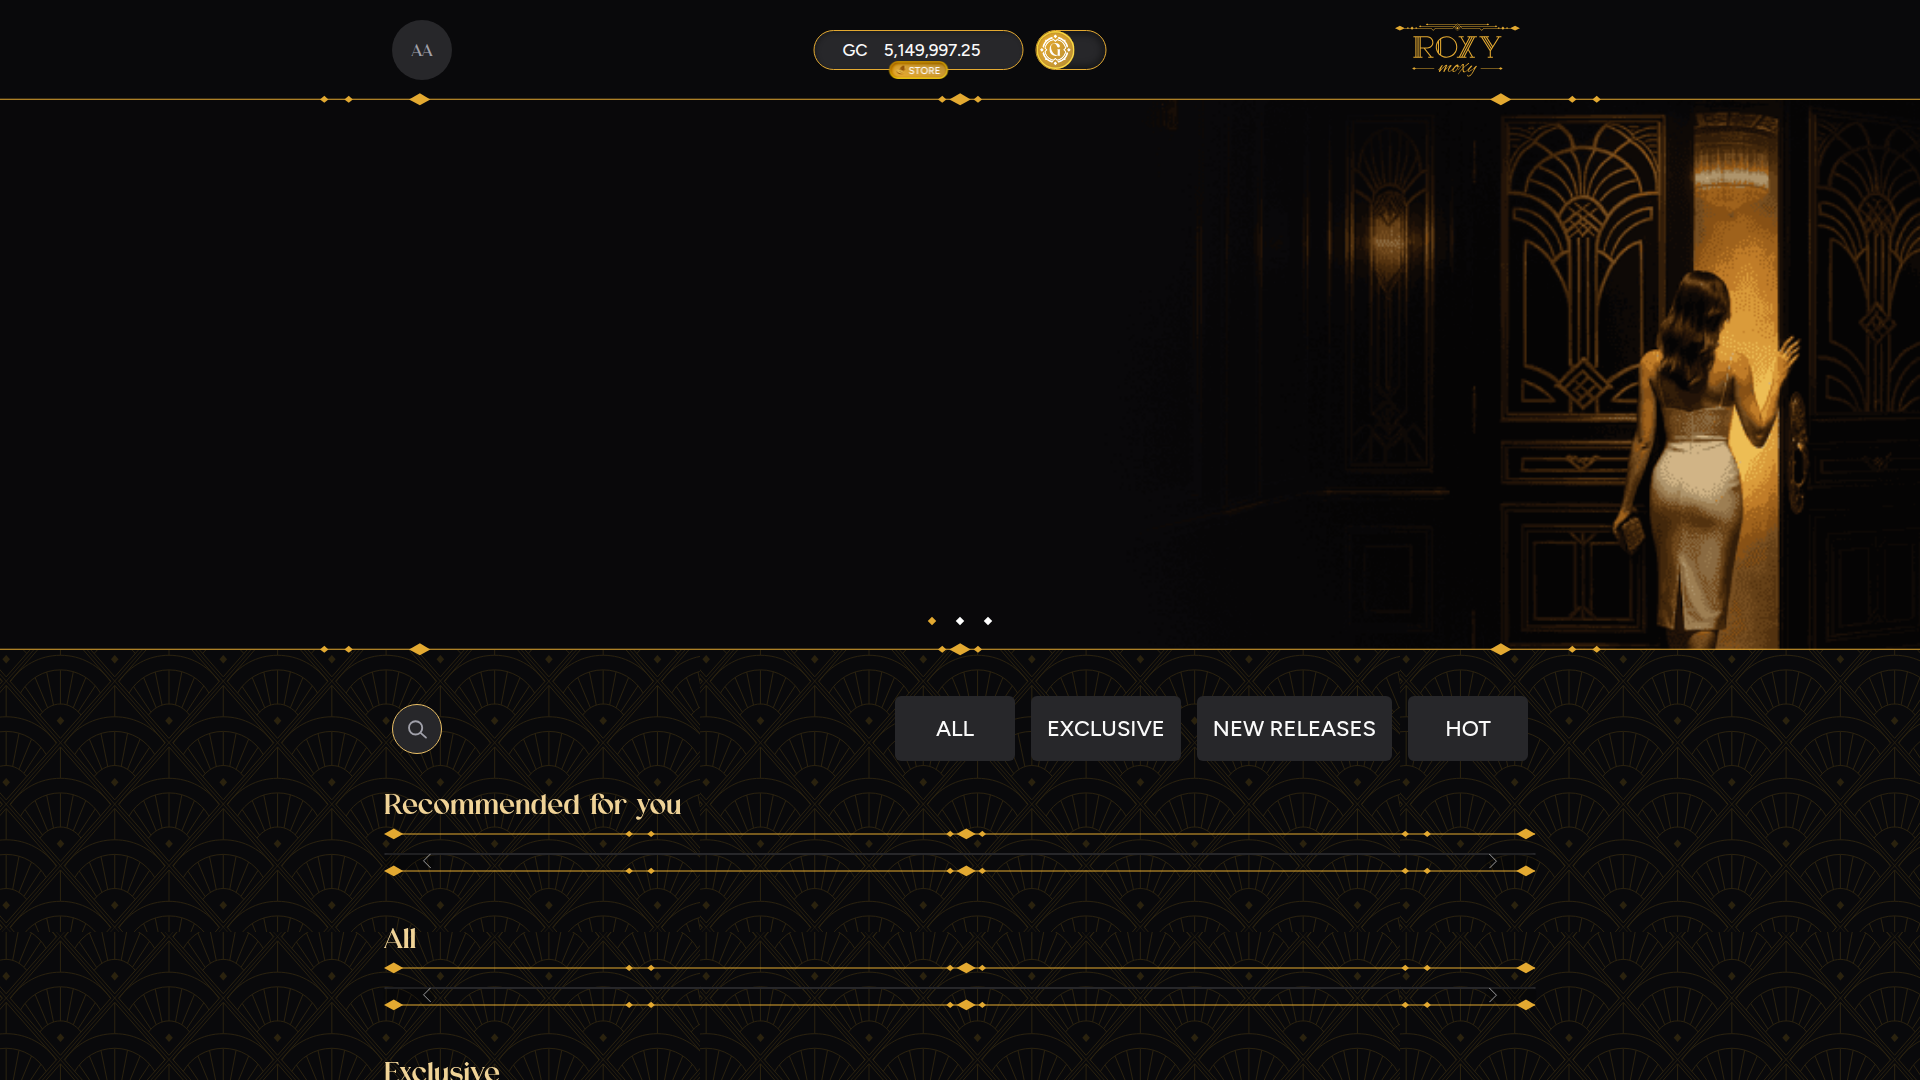 AA
GC 5,149,997.25
G
STORE
ROXY
moxy
ALL
EXCLUSIVE
NEW RELEASES
HOT
Recommended for you
All
Exclusive